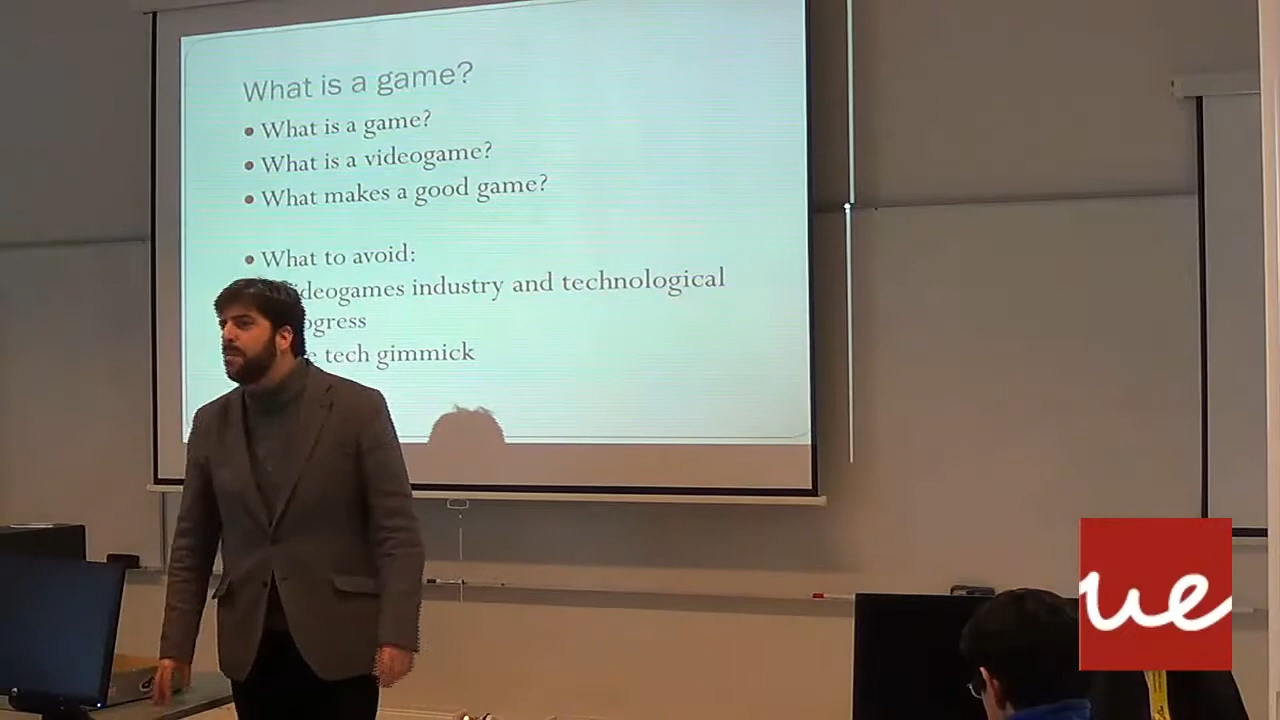 What is a game?
• What is a game?
• What is a videogame?
• What makes a good game?
• What to avoid:
industry and technological
tech gimmick
ue